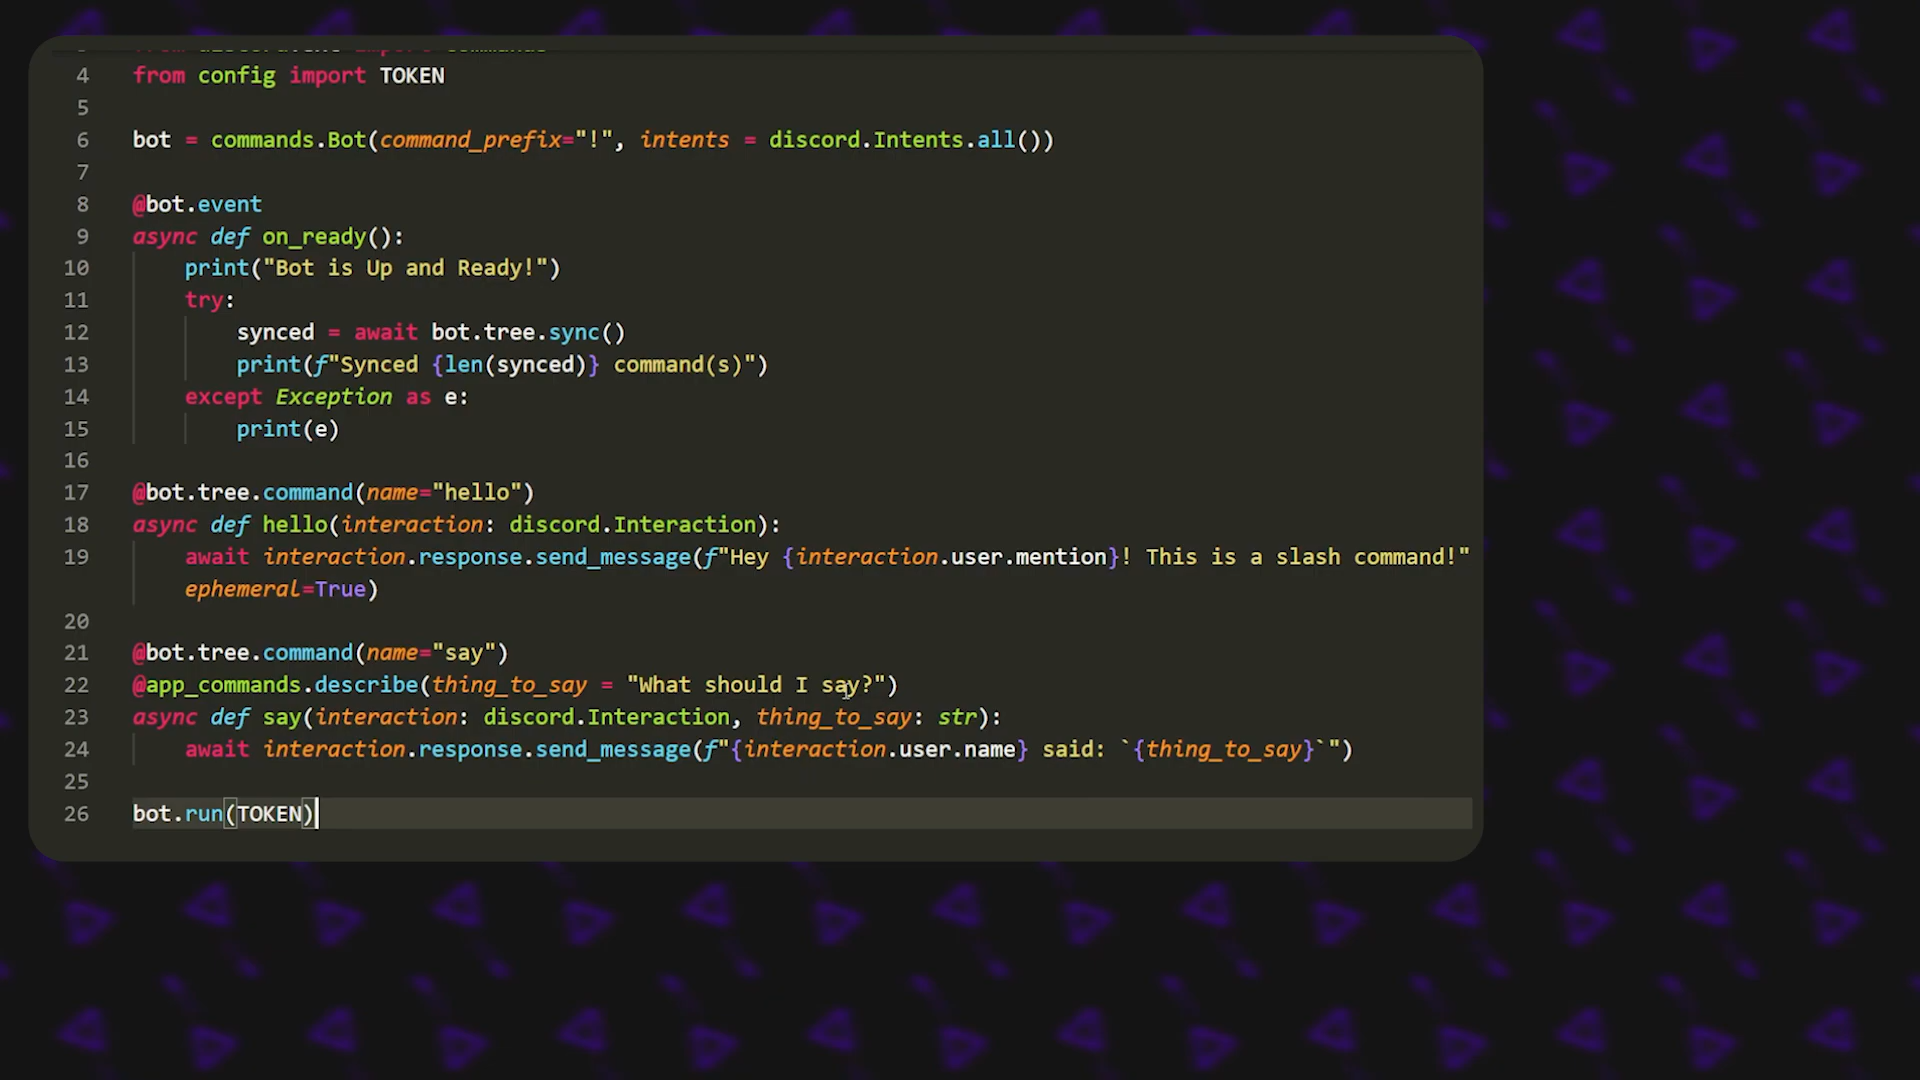 4 from config import TOKEN
5
6 bot = commands.Bot(command_prefix="!", intents = discord.Intents.all())
7
8 @bot.event
9 async def on_ready():
10 print("Bot is Up and Ready!")
11 try:
12 synced = await bot.tree.sync()
13 print(f"Synced {len(synced)} command(s)")
14 except Exception as e:
15 print(e)
16
17 @bot.tree.command(name="hello")
18 async def hello(interaction: discord.Interaction):
19 await interaction.response.send_message(f"Hey {interaction.user.mention}! This is a slash command!"
ephemeral=True)
20
21 @bot.tree.command(name="say")
22 @app_commands.describe(thing_to_say = "What should I say?")
23 async def say(interaction: discord.Interaction, thing_to_say: str):
24 await interaction.response.send_message(f"{interaction.user.name} said: `{thing_to_say}`")
25
26 bot.run(TOKEN)